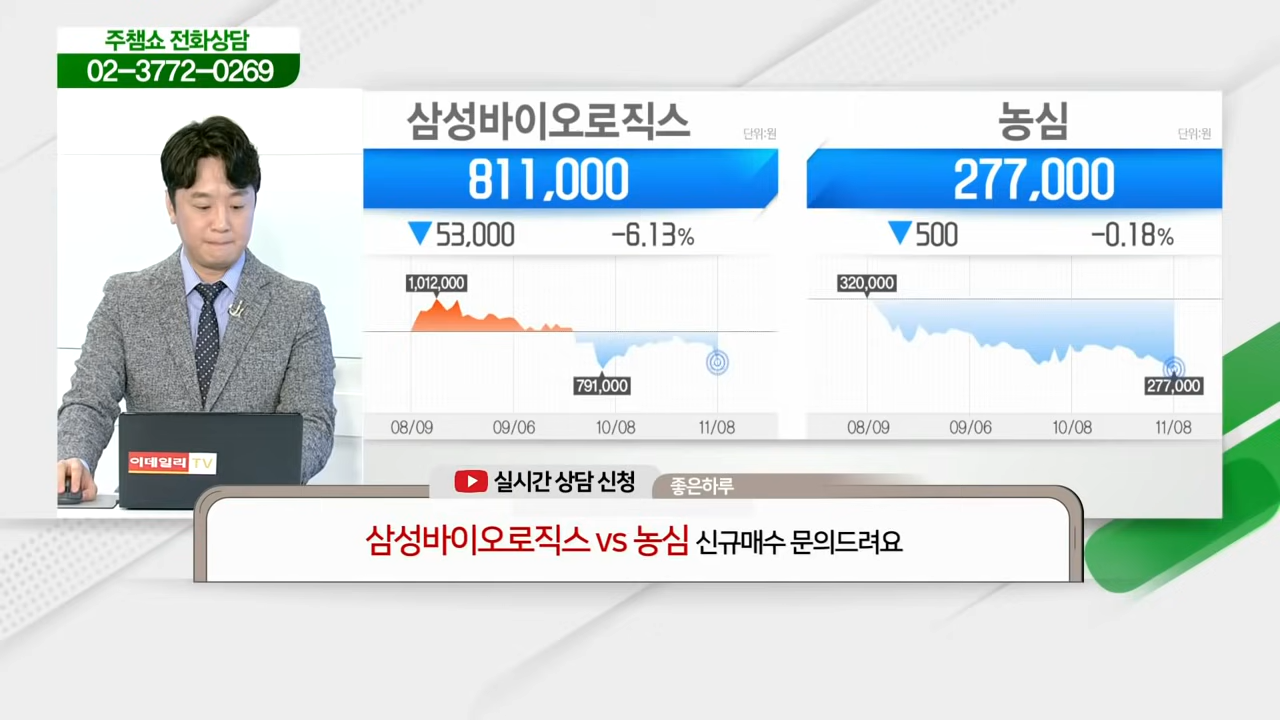 주챔쇼 전화상담
02-3772-0269
삼성바이오로직스
단위:원
811,000
▼53,000 -6.13%
1,012,000
791,000
08/09 09/06 10/08 11/08
농심
단위:원
277,000
▼500 -0.18%
320,000
277,000
08/09 09/06 10/08 11/08
이데일리 TV
실시간 상담 신청 좋은하루
삼성바이오로직스 vs 농심 신규매수 문의드려요